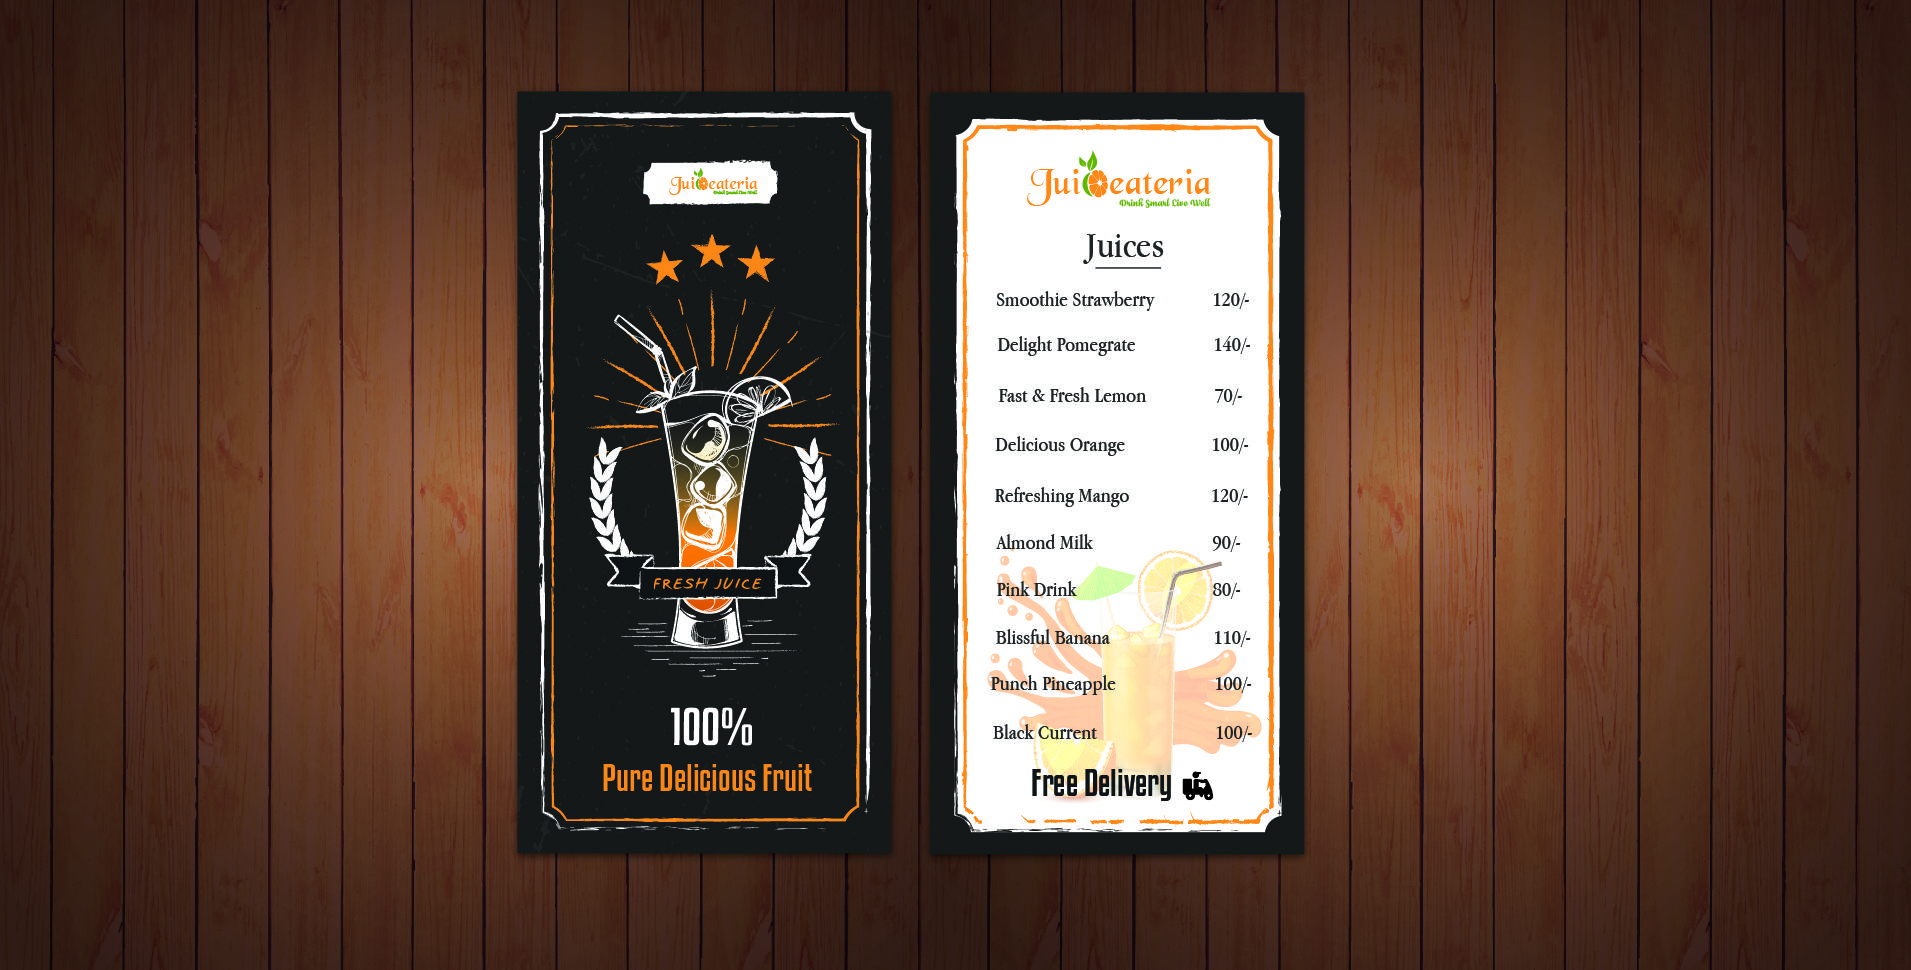 Juiceateria
Drink Smart Live Well
FRESH JUICE
100%
Pure Delicious Fruit
Juiceateria
Drink Smart Live Well
Juices
Smoothie Strawberry 120/-
Delight Pomegrate 140/-
Fast & Fresh Lemon 70/-
Delicious Orange 100/-
Refreshing Mango 120/-
Almond Milk 90/-
Pink Drink 80/-
Blissful Banana 110/-
Punch Pineapple 100/-
Black Current 100/-
Free Delivery